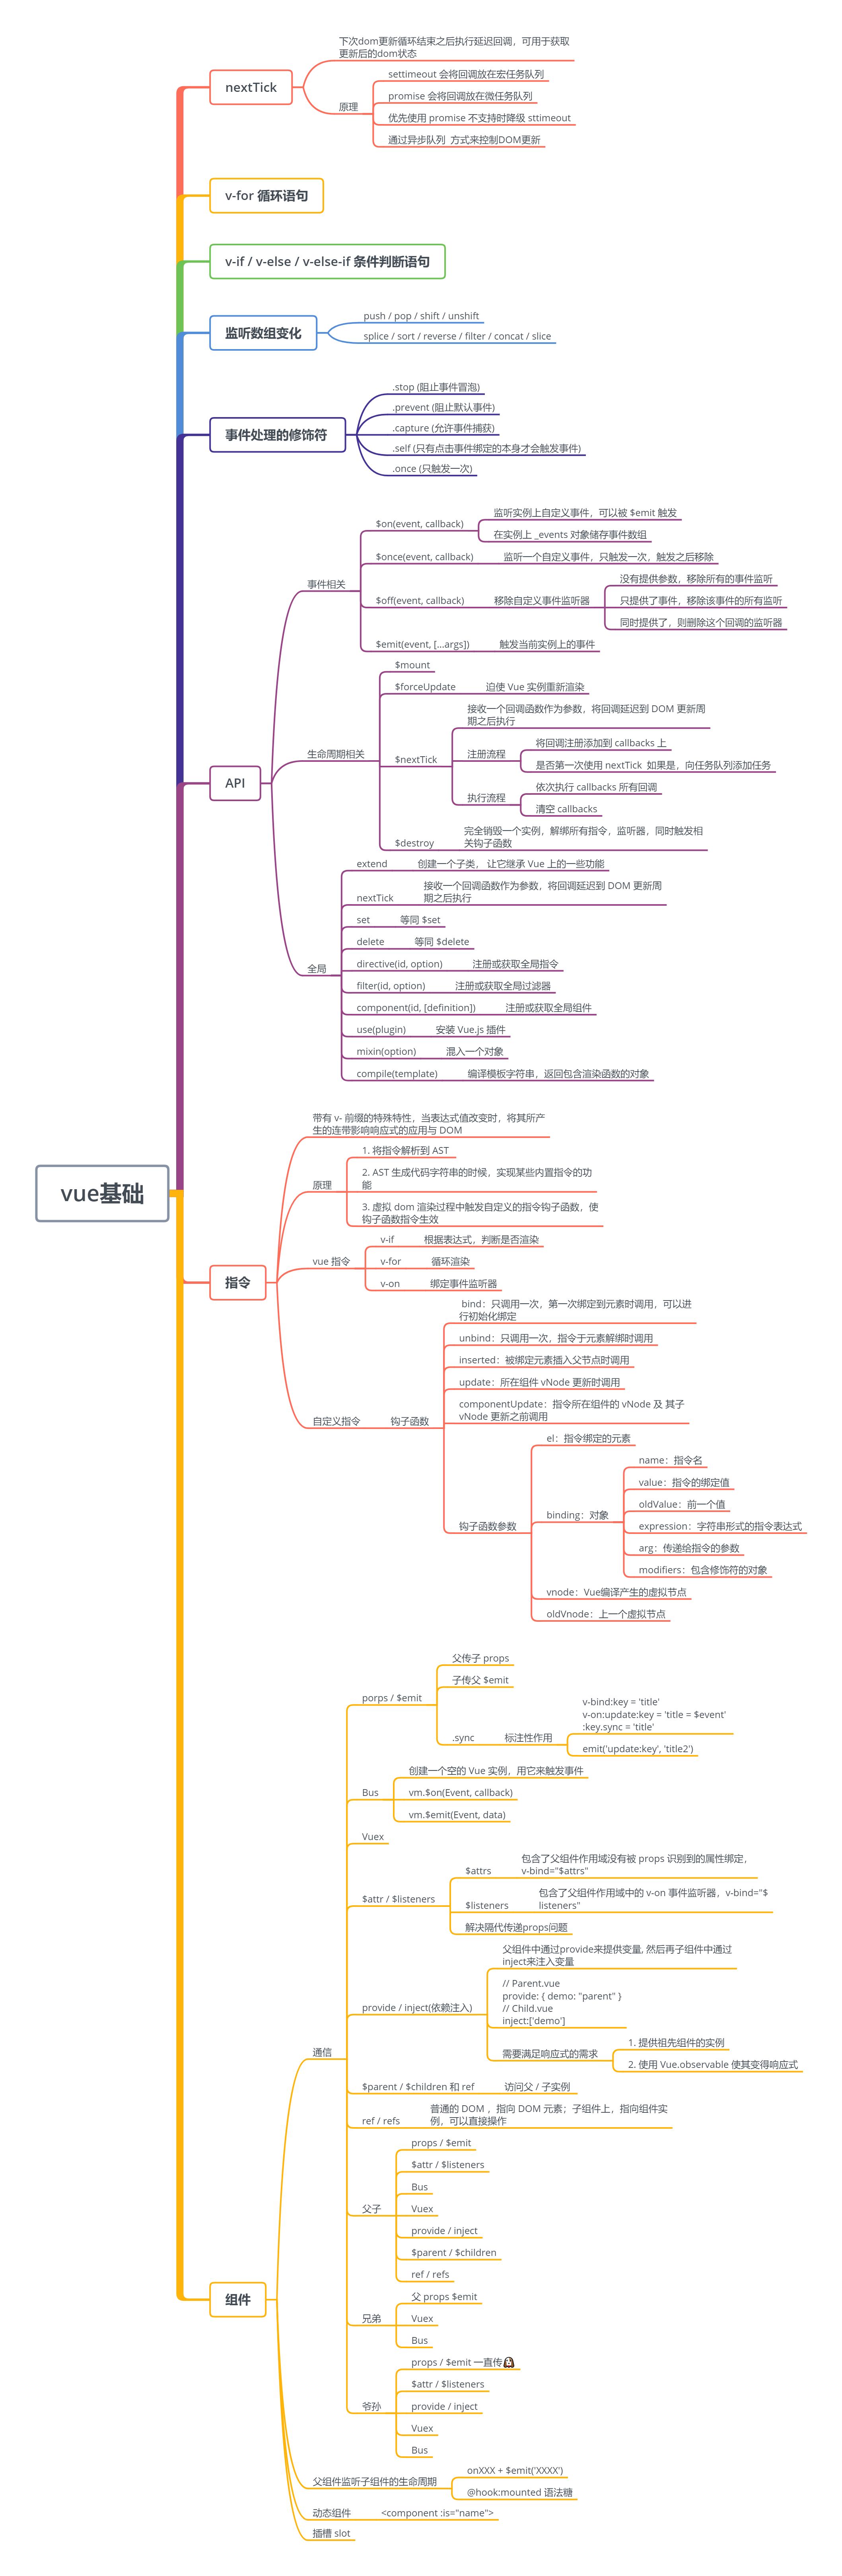 vue基础
nextTick
下次dom更新循环结束之后执行延迟回调，可用于获取
更新后的dom状态
原理
settimeout 会将回调放在宏任务队列
promise 会将回调放在微任务队列
优先使用 promise 不支持时降级 sttimeout
通过异步队列 方式来控制DOM更新
v-for 循环语句
v-if / v-else / v-else-if 条件判断语句
监听数组变化
push / pop / shift / unshift
splice / sort / reverse / filter / concat / slice
事件处理的修饰符
.stop (阻止事件冒泡)
.prevent (阻止默认事件)
.capture (允许事件捕获)
.self (只有点击事件绑定的本身才会触发事件)
.once (只触发一次)
API
事件相关
$on(event, callback)
监听实例上自定义事件，可以被 $emit 触发
在实例上 _events 对象储存事件数组
$once(event, callback)
监听一个自定义事件，只触发一次，触发之后移除
$off(event, callback)
移除自定义事件监听器
没有提供参数，移除所有的事件监听
只提供了事件，移除该事件的所有监听
同时提供了，则删除这个回调的监听器
$emit(event, [...args])
触发当前实例上的事件
生命周期相关
$mount
$forceUpdate
迫使 Vue 实例重新渲染
$nextTick
接收一个回调函数作为参数，将回调延迟到 DOM 更新周
期之后执行
注册流程
将回调注册添加到 callbacks 上
是否第一次使用 nextTick 如果是，向任务队列添加任务
执行流程
依次执行 callbacks 所有回调
清空 callbacks
$destroy
完全销毁一个实例，解绑所有指令，监听器，同时触发相
关钩子函数
全局
extend
创建一个子类， 让它继承 Vue 上的一些功能
nextTick
接收一个回调函数作为参数，将回调延迟到 DOM 更新周
期之后执行
set
等同 $set
delete
等同 $delete
directive(id, option)
注册或获取全局指令
filter(id, option)
注册或获取全局过滤器
component(id, [definition])
注册或获取全局组件
use(plugin)
安装 Vue.js 插件
mixin(option)
混入一个对象
compile(template)
编译模板字符串，返回包含渲染函数的对象
指令
带有 v- 前缀的特殊特性，当表达式值改变时，将其所产
生的连带影响响应式的应用与 DOM
原理
1. 将指令解析到 AST
2. AST 生成代码字符串的时候，实现某些内置指令的功
能
3. 虚拟 dom 渲染过程中触发自定义的指令钩子函数，使
钩子函数指令生效
vue 指令
v-if
根据表达式，判断是否渲染
v-for
循环渲染
v-on
绑定事件监听器
自定义指令
钩子函数
bind：只调用一次，第一次绑定到元素时调用，可以进
行初始化绑定
unbind：只调用一次，指令于元素解绑时调用
inserted：被绑定元素插入父节点时调用
update：所在组件 vNode 更新时调用
componentUpdate：指令所在组件的 vNode 及 其子
vNode 更新之前调用
钩子函数参数
el：指令绑定的元素
binding：对象
name：指令名
value：指令的绑定值
oldValue：前一个值
expression：字符串形式的指令表达式
arg：传递给指令的参数
modifiers：包含修饰符的对象
vnode：Vue编译产生的虚拟节点
oldVnode：上一个虚拟节点
组件
通信
porps / $emit
父传子 props
子传父 $emit
.sync
标注性作用
v-bind:key = 'title'
v-on:update:key = 'title = $event'
:key.sync = 'title'
emit('update:key', 'title2')
Bus
创建一个空的 Vue 实例，用它来触发事件
vm.$on(Event, callback)
vm.$emit(Event, data)
Vuex
$attr / $listeners
$attrs
包含了父组件作用域没有被 props 识别到的属性绑定，
v-bind="$attrs"
$listeners
包含了父组件作用域中的 v-on 事件监听器，v-bind="$
listeners"
解决隔代传递props问题
provide / inject(依赖注入)
父组件中通过provide来提供变量, 然后再子组件中通过
inject来注入变量
// Parent.vue
provide: { demo: "parent" }
// Child.vue
inject:['demo']
需要满足响应式的需求
1. 提供祖先组件的实例
2. 使用 Vue.observable 使其变得响应式
$parent / $children 和 ref
访问父 / 子实例
ref / refs
普通的 DOM ，指向 DOM 元素；子组件上，指向组件实
例，可以直接操作
父子
props / $emit
$attr / $listeners
Bus
Vuex
provide / inject
$parent / $children
ref / refs
兄弟
父 props $emit
Vuex
Bus
爷孙
props / $emit 一直传
$attr / $listeners
provide / inject
Vuex
Bus
父组件监听子组件的生命周期
onXXX + $emit('XXXX')
@hook:mounted 语法糖
动态组件
<component :is="name">
插槽 slot